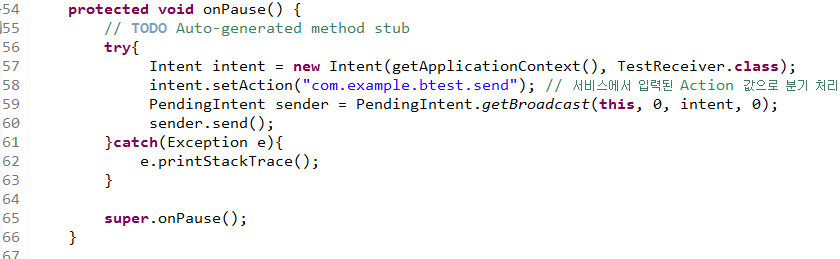 54 protected void onPause() {
55 // TODO Auto-generated method stub
56 try{
57 Intent intent = new Intent(getApplicationContext(), TestReceiver.class);
58 intent.setAction("com.example.btest.send"); // 서비스에서 입력된 Action 값으로 분기 처리
59 PendingIntent sender = PendingIntent.getBroadcast(this, 0, intent, 0);
60 sender.send();
61 }catch(Exception e){
62 e.printStackTrace();
63 }
64
65 super.onPause();
66 }
67